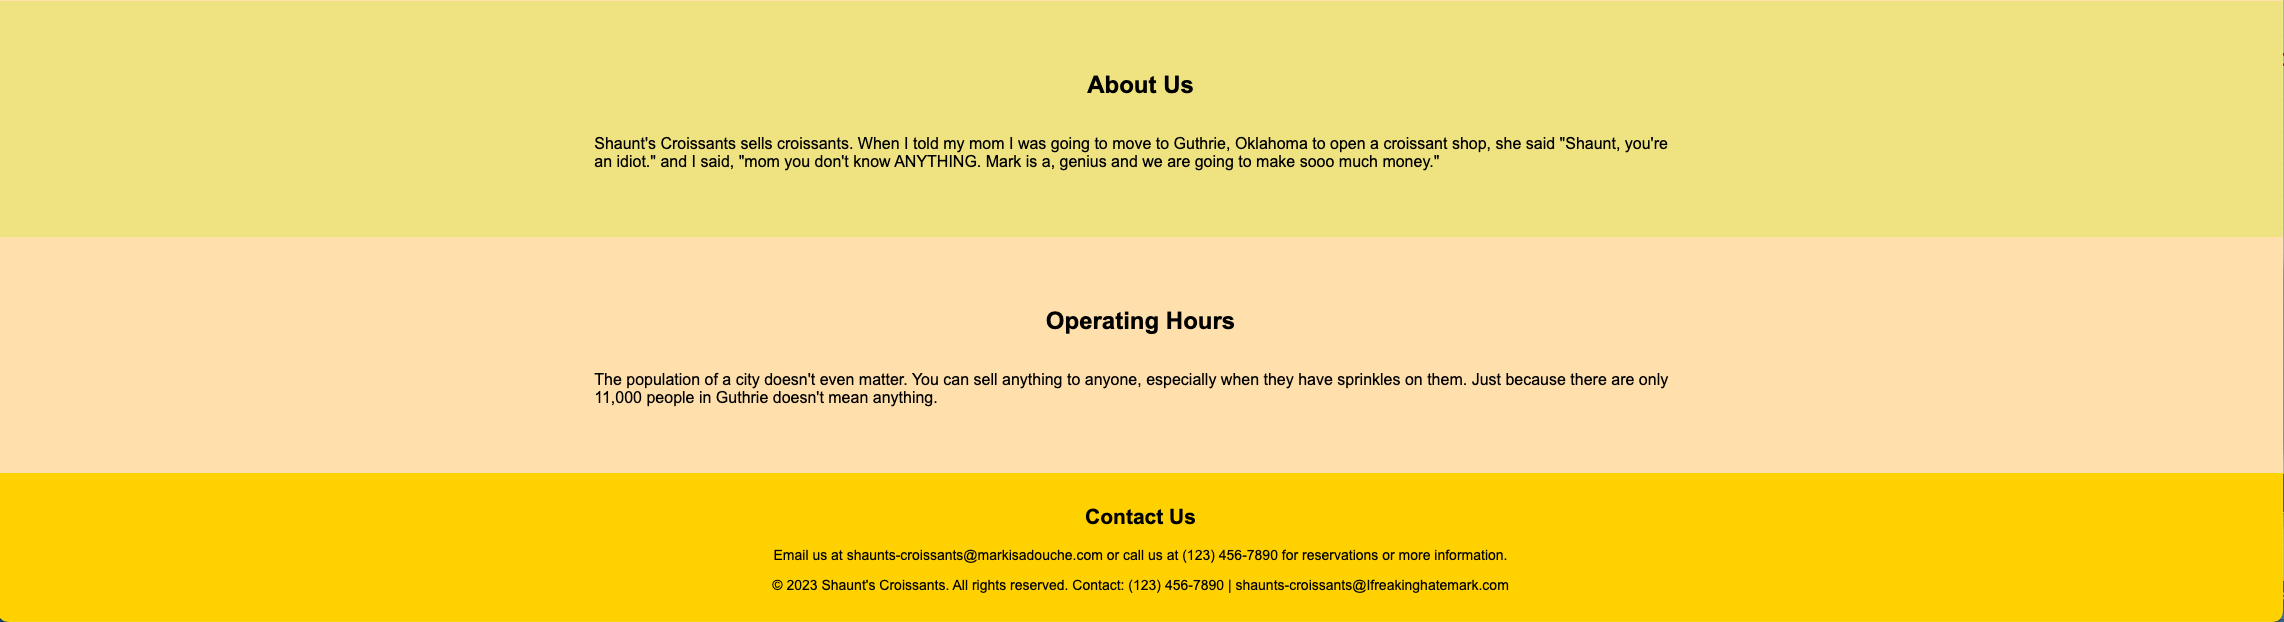 About Us
Shaunt's Croissants sells croissants. When I told my mom I was going to move to Guthrie, Oklahoma to open a croissant shop, she said "Shaunt, you're
an idiot." and I said, "mom you don't know ANYTHING. Mark is a, genius and we are going to make sooo much money."
Operating Hours
The population of a city doesn't even matter. You can sell anything to anyone, especially when they have sprinkles on them. Just because there are only
11,000 people in Guthrie doesn't mean anything.
Contact Us
Email us at shaunts-croissants@markisadouche.com or call us at (123) 456-7890 for reservations or more information.
© 2023 Shaunt's Croissants. All rights reserved. Contact: (123) 456-7890 | shaunts-croissants@Ifreakinghatemark.com